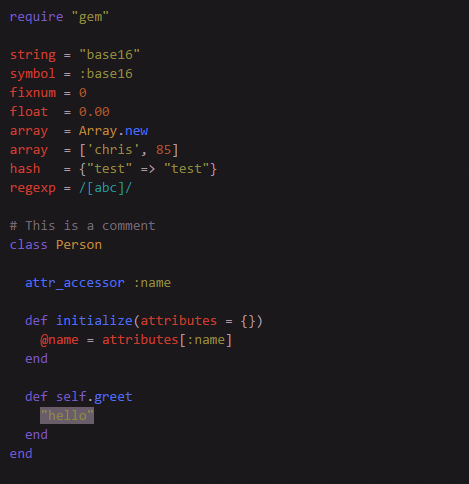 require "gem"
string = "base16"
symbol = :base16
fixnum = 0
float  = 0.00
array  = Array.new
array  = ['chris', 85]
hash   = {"test" => "test"}
regexp = /[abc]/
# This is a comment
class Person
  attr_accessor :name
  def initialize(attributes = {})
    @name = attributes[:name]
  end
  def self.greet
    "hello"
  end
end